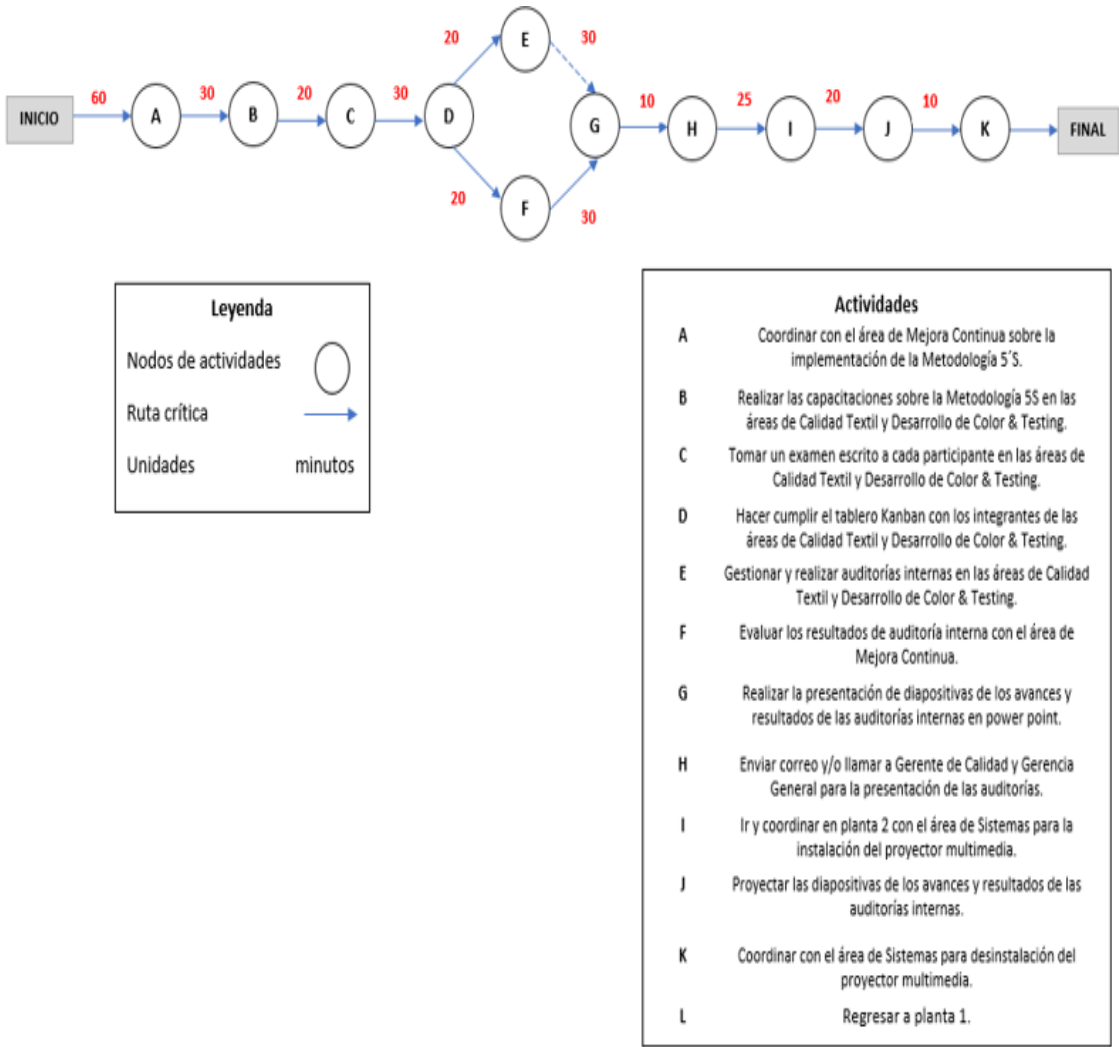 20
E
30
60
30
20
30
10
25
20
10
INICIO
A
B
C
D
G
H
I
J
K
FINAL
20
F
30
Leyenda
Nodos de actividades
Ruta crítica
Unidades minutos
Actividades
A Coordinar con el área de Mejora Continua sobre la
implementación de la Metodología 5´S.
B Realizar las capacitaciones sobre la Metodología 5S en las
áreas de Calidad Textil y Desarrollo de Color & Testing.
C Tomar un examen escrito a cada participante en las áreas de
Calidad Textil y Desarrollo de Color & Testing.
D Hacer cumplir el tablero Kanban con los integrantes de las
áreas de Calidad Textil y Desarrollo de Color & Testing.
E Gestionar y realizar auditorías internas en las áreas de Calidad
Textil y Desarrollo de Color & Testing.
F Evaluar los resultados de auditoría interna con el área de
Mejora Continua.
G Realizar la presentación de diapositivas de los avances y
resultados de las auditorías internas en power point.
H Enviar correo y/o llamar a Gerente de Calidad y Gerencia
General para la presentación de las auditorías.
I Ir y coordinar en planta 2 con el área de Sistemas para la
instalación del proyector multimedia.
J Proyectar las diapositivas de los avances y resultados de las
auditorías internas.
K Coordinar con el área de Sistemas para desinstalación del
proyector multimedia.
L Regresar a planta 1.